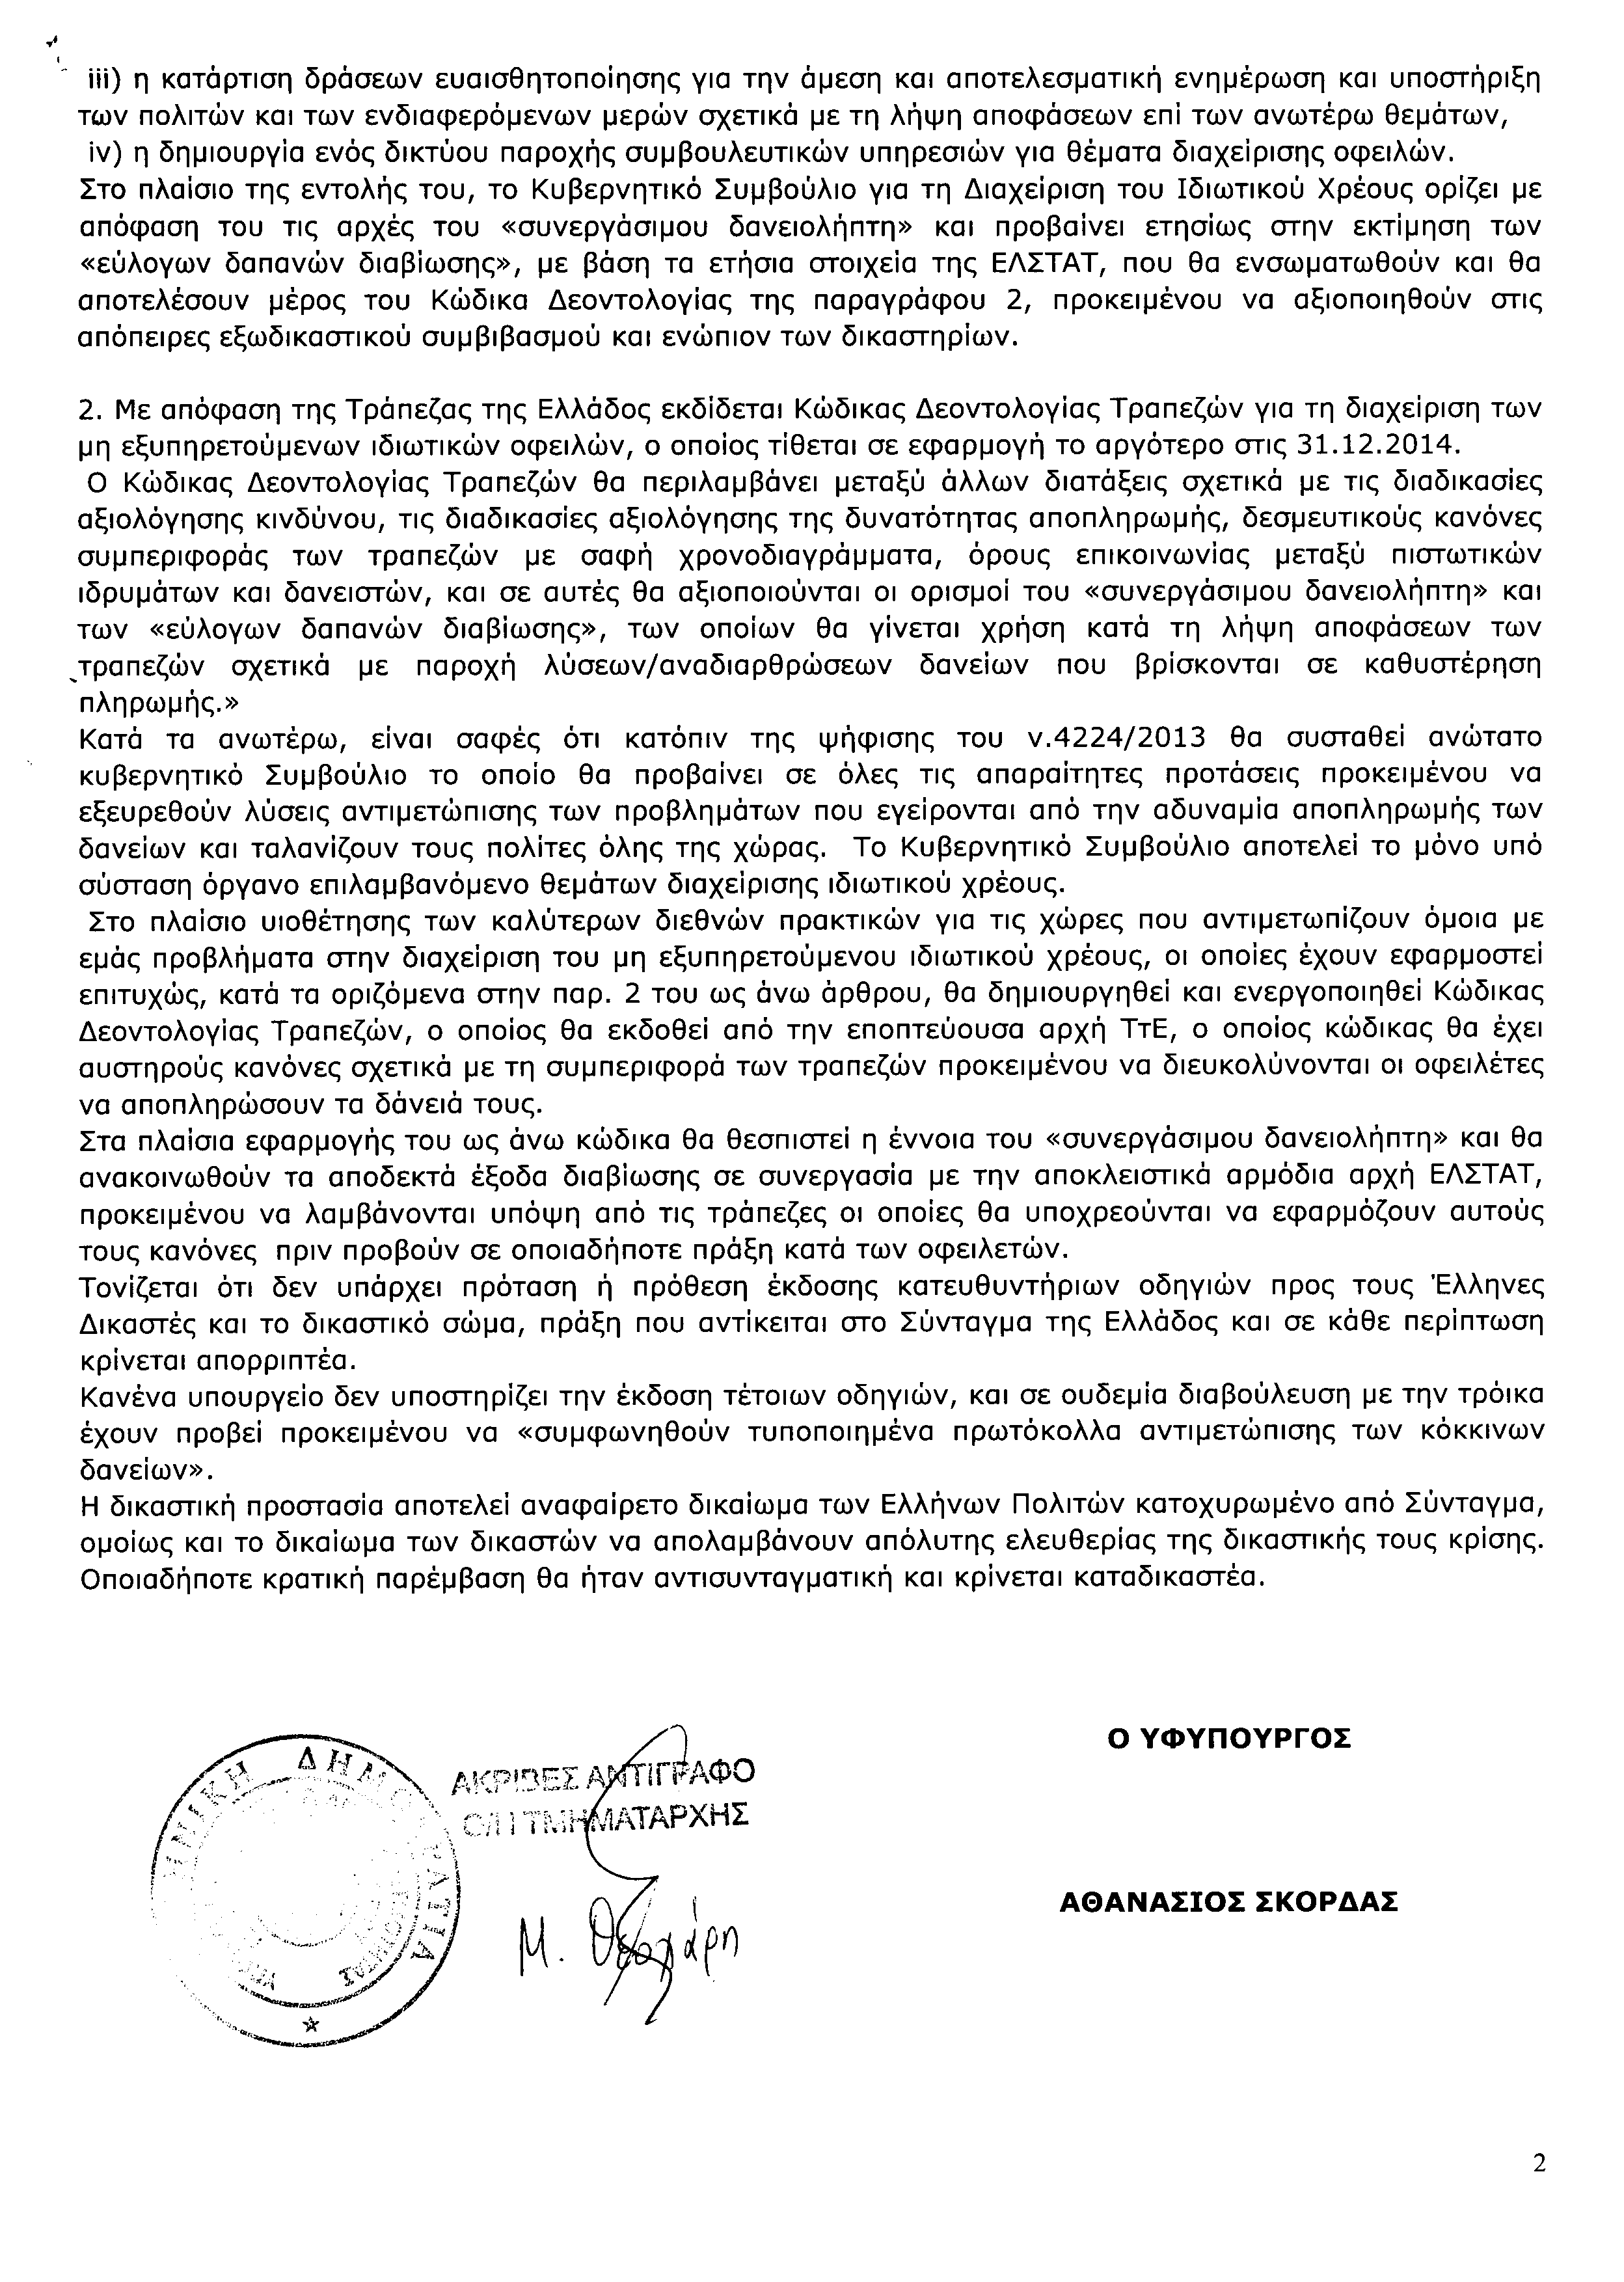 iii) η κατάρτιση δράσεων ευαισθητοποίησης για την άμεση και αποτελεσματική ενημέρωση και υποστήριξη
των πολιτών και των ενδιαφερόμενων μερών σχετικά με τη λήψη αποφάσεων επί των ανωτέρω θεμάτων,
iv) η δημιουργία ενός δικτύου παροχής συμβουλευτικών υπηρεσιών για θέματα διαχείρισης οφειλών.
Στο πλαίσιο της εντολής του, το Κυβερνητικό Συμβούλιο για τη Διαχείριση του Ιδιωτικού Χρέους ορίζει με
απόφαση του τις αρχές του «συνεργάσιμου δανειολήπτη» και προβαίνει ετησίως στην εκτίμηση των
«εύλογων δαπανών διαβίωσης», με βάση τα ετήσια στοιχεία της ΕΛΣΤΑΤ, που θα ενσωματωθούν και θα
αποτελέσουν μέρος του Κώδικα Δεοντολογίας της παραγράφου 2, προκειμένου να αξιοποιηθούν στις
απόπειρες εξωδικαστικού συμβιβασμού και ενώπιον των δικαστηρίων.
2. Με απόφαση της Τράπεζας της Ελλάδος εκδίδεται Κώδικας Δεοντολογίας Τραπεζών για τη διαχείριση των
μη εξυπηρετούμενων ιδιωτικών οφειλών, ο οποίος τίθεται σε εφαρμογή το αργότερο στις 31.12.2014.
Ο Κώδικας Δεοντολογίας Τραπεζών θα περιλαμβάνει μεταξύ άλλων διατάξεις σχετικά με τις διαδικασίες
αξιολόγησης κινδύνου, τις διαδικασίες αξιολόγησης της δυνατότητας αποπληρωμής, δεσμευτικούς κανόνες
συμπεριφοράς των τραπεζών με σαφή χρονοδιαγράμματα, όρους επικοινωνίας μεταξύ πιστωτικών
ιδρυμάτων και δανειστών, και σε αυτές θα αξιοποιούνται οι ορισμοί του «συνεργάσιμου δανειολήπτη» και
των «εύλογων δαπανών διαβίωσης», των οποίων θα γίνεται χρήση κατά τη λήψη αποφάσεων των
τραπεζών σχετικά με παροχή λύσεων/αναδιαρθρώσεων δανείων που βρίσκονται σε καθυστέρηση
πληρωμής.»
Κατά τα ανωτέρω, είναι σαφές ότι κατόπιν της ψήφισης του ν.4224/2013 θα συσταθεί ανώτατο
κυβερνητικό Συμβούλιο το οποίο θα προβαίνει σε όλες τις απαραίτητες προτάσεις προκειμένου να
εξευρεθούν λύσεις αντιμετώπισης των προβλημάτων που εγείρονται από την αδυναμία αποπληρωμής των
δανείων και ταλανίζουν τους πολίτες όλης της χώρας. Το Κυβερνητικό Συμβούλιο αποτελεί το μόνο υπό
σύσταση όργανο επιλαμβανόμενο θεμάτων διαχείρισης ιδιωτικού χρέους.
Στο πλαίσιο υιοθέτησης των καλύτερων διεθνών πρακτικών για τις χώρες που αντιμετωπίζουν όμοια με
εμάς προβλήματα στην διαχείριση του μη εξυπηρετούμενου ιδιωτικού χρέους, οι οποίες έχουν εφαρμοστεί
επιτυχώς, κατά τα οριζόμενα στην παρ. 2 του ως άνω άρθρου, θα δημιουργηθεί και ενεργοποιηθεί Κώδικας
Δεοντολογίας Τραπεζών, ο οποίος θα εκδοθεί από την εποπτεύουσα αρχή ΤτΕ, ο οποίος κώδικας θα έχει
αυστηρούς κανόνες σχετικά με τη συμπεριφορά των τραπεζών προκειμένου να διευκολύνονται οι οφειλέτες
να αποπληρώσουν τα δάνειά τους.
Στα πλαίσια εφαρμογής του ως άνω κώδικα θα θεσπιστεί η έννοια του «συνεργάσιμου δανειολήπτη» και θα
ανακοινωθούν τα αποδεκτά έξοδα διαβίωσης σε συνεργασία με την αποκλειστικά αρμόδια αρχή ΕΛΣΤΑΤ,
προκειμένου να λαμβάνονται υπόψη από τις τράπεζες οι οποίες θα υποχρεούνται να εφαρμόζουν αυτούς
τους κανόνες πριν προβούν σε οποιαδήποτε πράξη κατά των οφειλετών.
Τονίζεται ότι δεν υπάρχει πρόταση ή πρόθεση έκδοσης κατευθυντήριων οδηγιών προς τους Έλληνες
Δικαστές και το δικαστικό σώμα, πράξη που αντίκειται στο Σύνταγμα της Ελλάδος και σε κάθε περίπτωση
κρίνεται απορριπτέα.
Κανένα υπουργείο δεν υποστηρίζει την έκδοση τέτοιων οδηγιών, και σε ουδεμία διαβούλευση με την τρόικα
έχουν προβεί προκειμένου να «συμφωνηθούν τυποποιημένα πρωτόκολλα αντιμετώπισης των κόκκινων
δανείων».
Η δικαστική προστασία αποτελεί αναφαίρετο δικαίωμα των Ελλήνων Πολιτών κατοχυρωμένο από Σύνταγμα,
ομοίως και το δικαίωμα των δικαστών να απολαμβάνουν απόλυτης ελευθερίας της δικαστικής τους κρίσης.
Οποιαδήποτε κρατική παρέμβαση θα ήταν αντισυνταγματική και κρίνεται καταδικαστέα.
Ο ΥΦΥΠΟΥΡΓΟΣ
ΑΚΡΙΒΕΣ ΑΝΤΙΓΡΑΦΟ
ΤΜΗΜΑΤΑΡΧΗΣ
ΔΗΜΟΚΡΑΤΙΑ
ΑΘΑΝΑΣΙΟΣ ΣΚΟΡΔΑΣ
Μ.
2